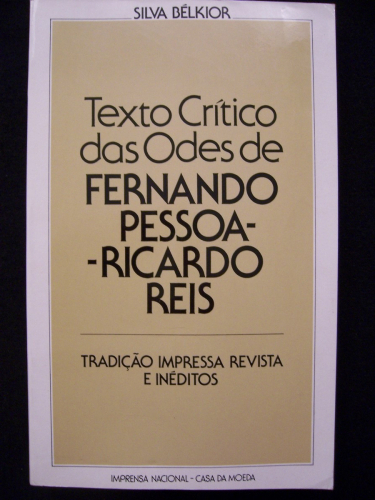 SILVA BÉLKIOR
Texto Crítico
das Odes de
FERNANDO
PESSOA-
-RICARDO
REIS
TRADIÇÃO IMPRESSA REVISTA
E INÉDITOS
IMPRENSA NACIONAL - CASA DA MOEDA